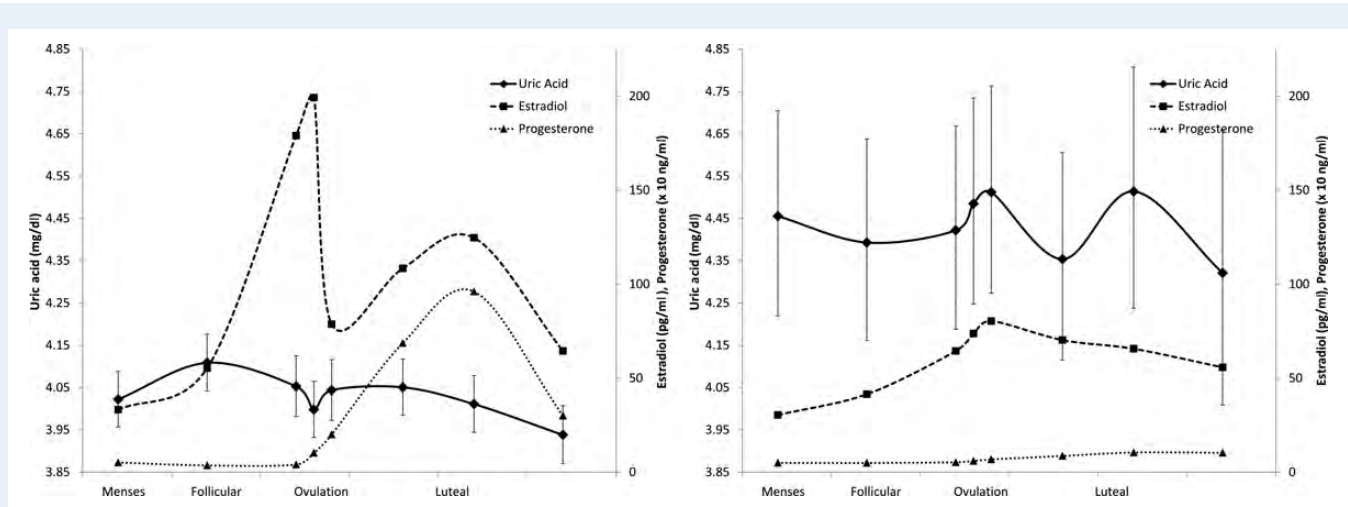 4.85
4.75
4.65
4.55
4.45
4.35
4.25
4.15
4.05
3.95
3.85
Uric acid (mg/dl)
Uric Acid
Estradiol
Progesterone
200
150
100
50
0
Estradiol (pg/ml), Progesterone (x 10 ng/ml)
Menses Follicular Ovulation Luteal
4.85
4.75
4.65
4.55
4.45
4.35
4.25
4.15
4.05
3.95
3.85
Uric acid (mg/dl)
Uric Acid
Estradiol
Progesterone
200
150
100
50
0
Estradiol (pg/ml), Progesterone (x 10 ng/ml)
Menses Follicular Ovulation Luteal